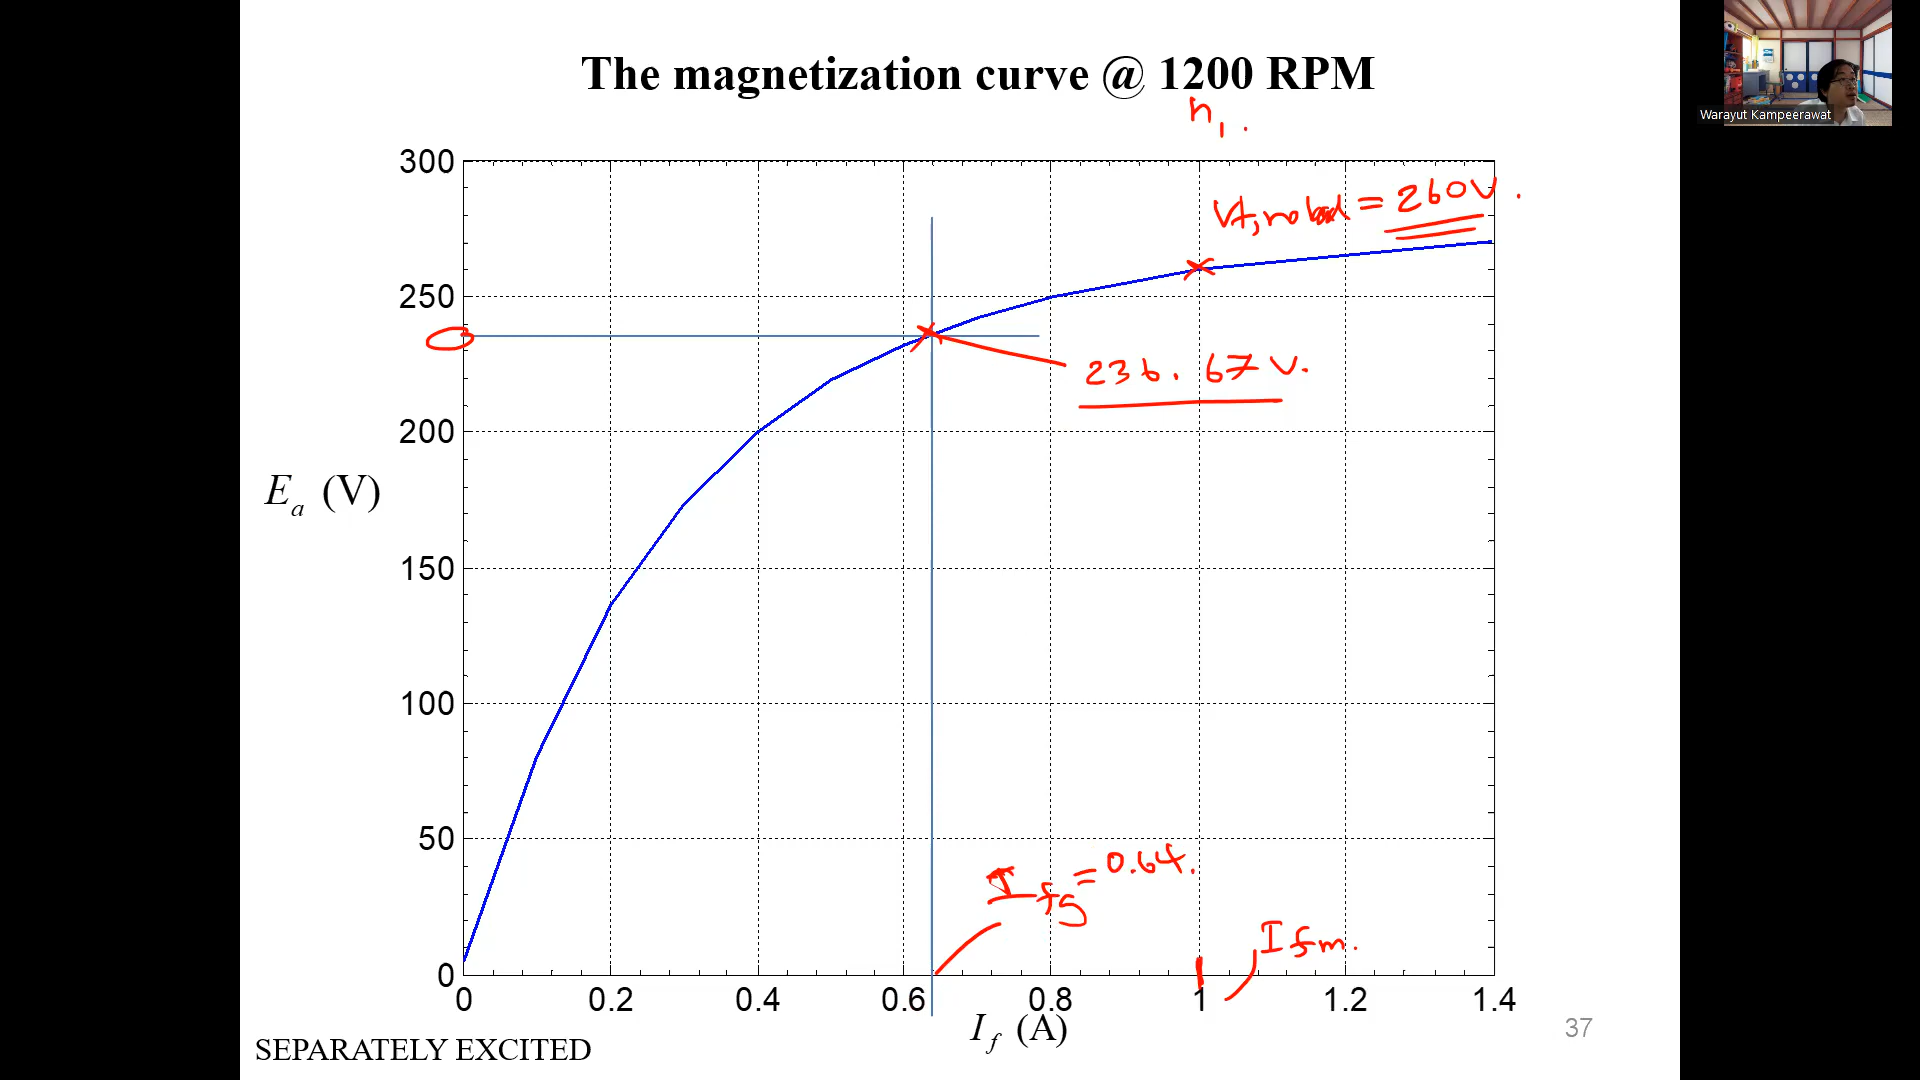 The magnetization curve @ 1200 RPM
n1.
Warayut Kampeerawat
300
Vt, no load = 260V.
250
236.67 V.
200
Ea (V)
150
100
50
Ifg = 0.64.
Ifm.
0
0 0.2 0.4 0.6 0.8 1 1.2 1.4
If (A)
37
SEPARATELY EXCITED